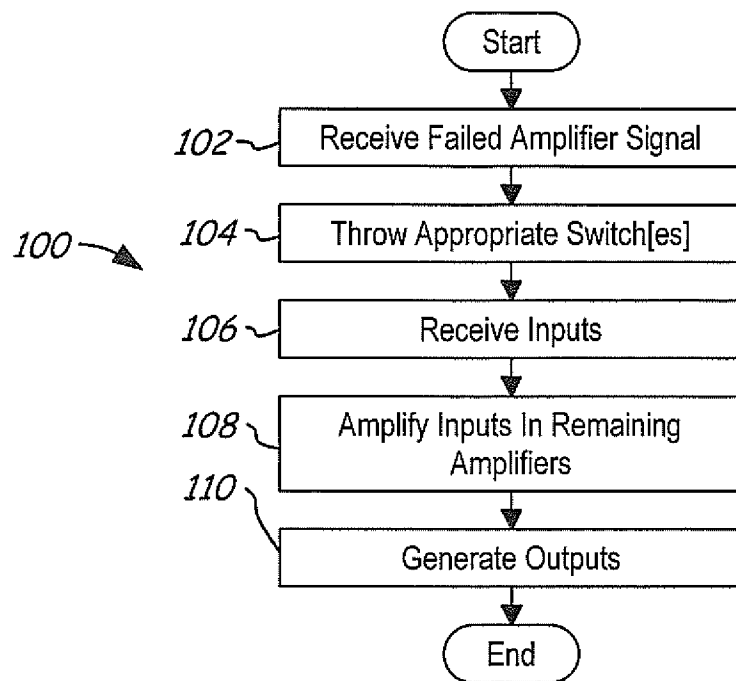 Start
102
Receive Failed Amplifier Signal
100
104
Throw Appropriate Switch[es]
106
Receive Inputs
108
Amplify Inputs In Remaining
Amplifiers
110
Generate Outputs
End